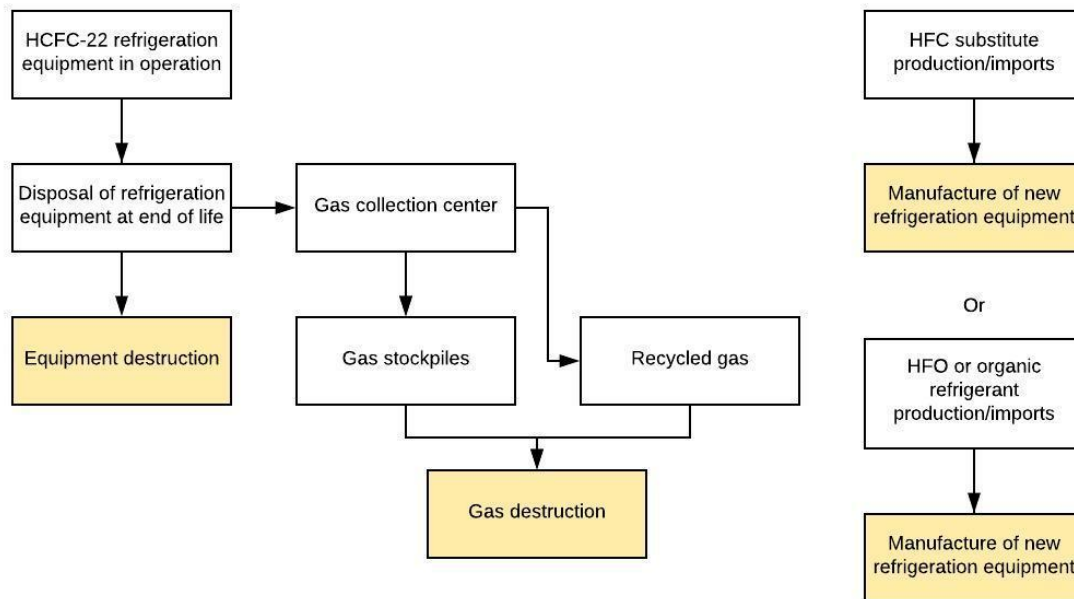 HCFC-22 refrigeration
equipment in operation
Disposal of refrigeration
equipment at end of life
Equipment destruction
Gas collection center
Gas stockpiles
Recycled gas
Gas destruction
HFC substitute
production/imports
Manufacture of new
refrigeration equipment
Or
HFO or organic
refrigerant
production/imports
Manufacture of new
refrigeration equipment